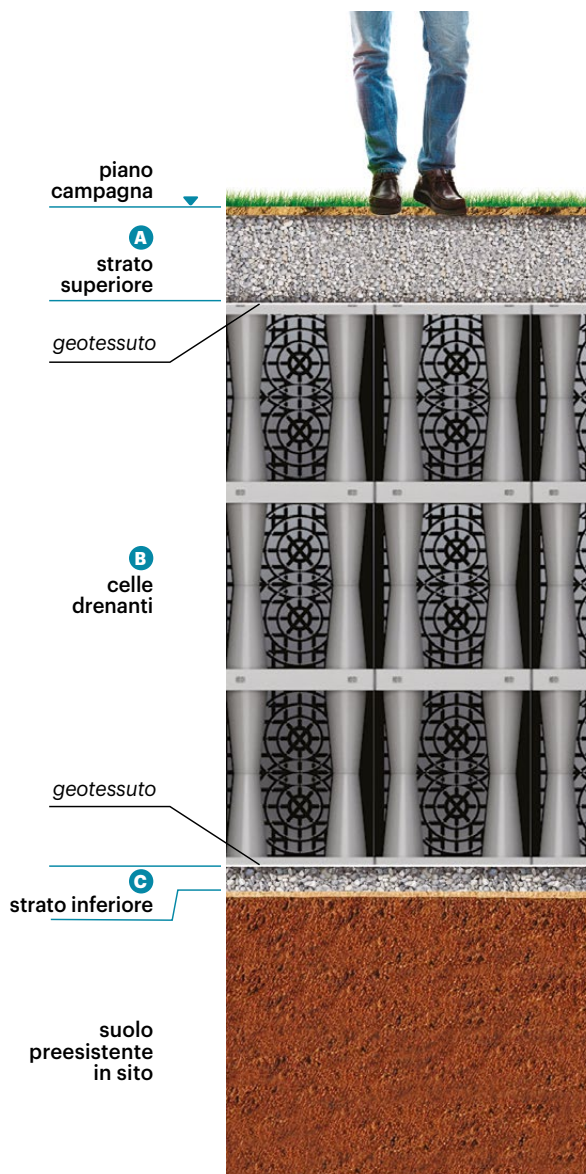 piano
campagna
A
strato
superiore
geotessuto
B
celle
drenanti
geotessuto
C
strato inferiore
suolo
preesistente
in sito